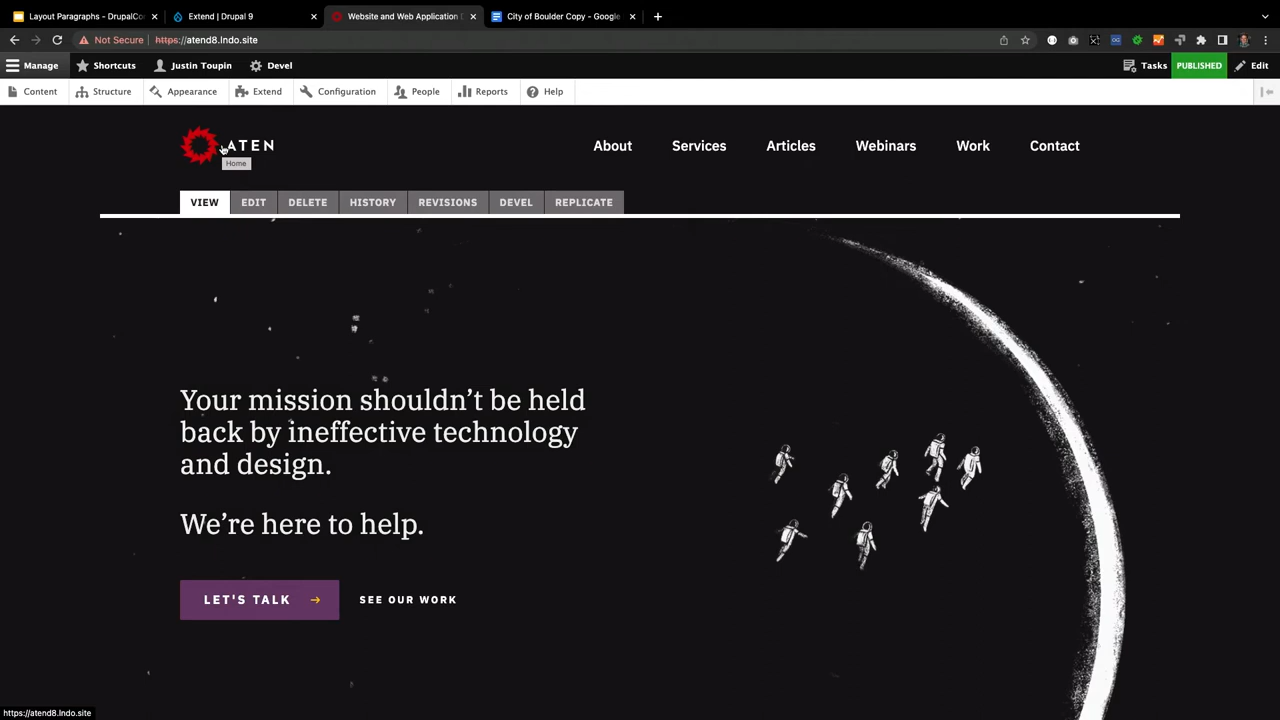 Layout Paragraphs - DrupalCo
Extend | Drupal 9
Website and Web Application
City of Boulder Copy - Google
Not Secure
https://atend8.lndo.site
Manage
Shortcuts
Justin Toupin
Devel
Tasks
PUBLISHED
Edit
Content
Structure
Appearance
Extend
Configuration
People
Reports
Help
ATEN
Home
About
Services
Articles
Webinars
Work
Contact
VIEW
EDIT
DELETE
HISTORY
REVISIONS
DEVEL
REPLICATE
Your mission shouldn’t be held
back by ineffective technology
and design.
We’re here to help.
LET'S TALK →
SEE OUR WORK
https://atend8.lndo.site